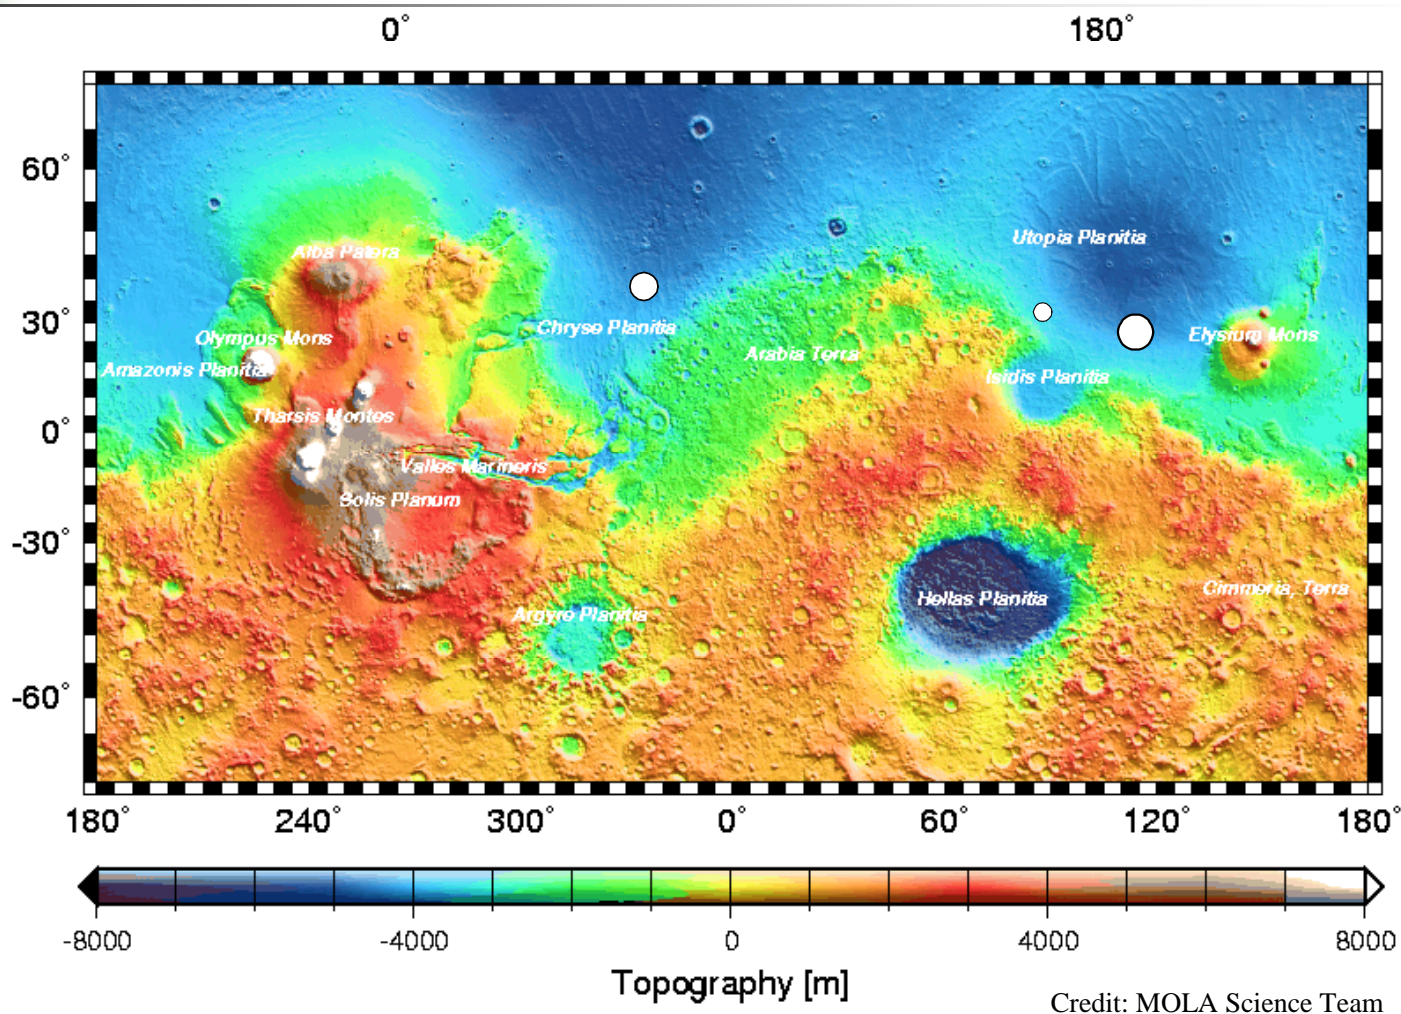 0° 180°
60°
30°
0°
-30°
-60°
Alba Patera
Utopia Planitia
Chryse Planitia
Olympus Mons
Elysium Mons
Arabia Terra
Amazonis Planitia
Isidis Planitia
Tharsis Montes
Valles Marineris
Solis Planum
Cimmeria, Terra
Hellas Planitia
Argyre Planitia
180° 240° 300° 0° 60° 120° 180°
-8000 -4000 0 4000 8000
Topography [m]
Credit: MOLA Science Team